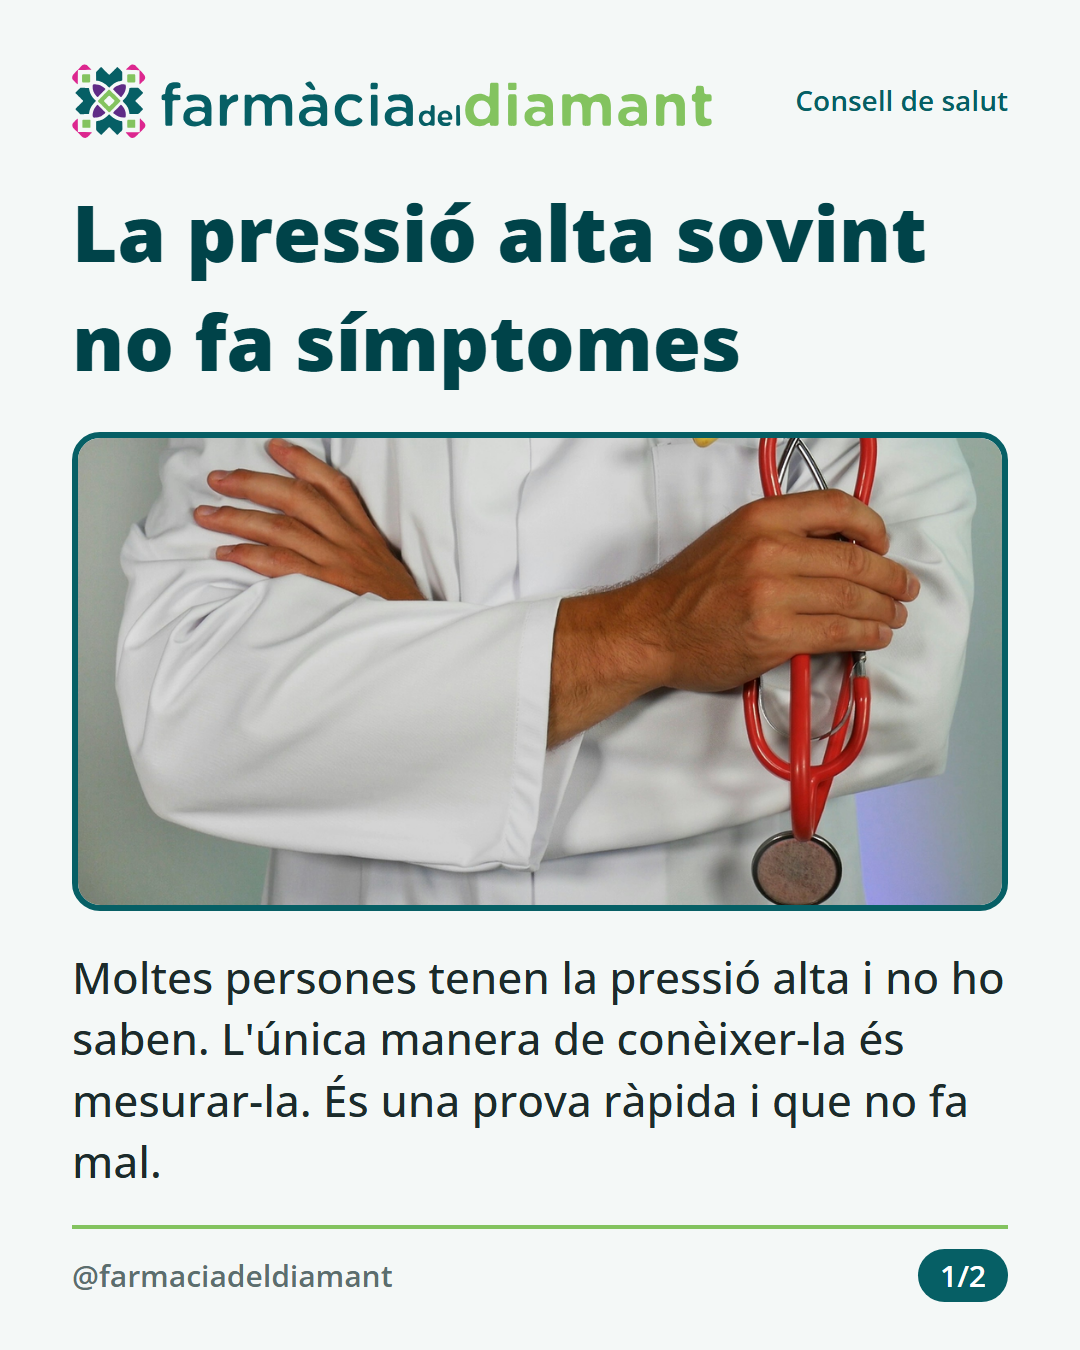 farmàciadeldiamant
Consell de salut
La pressió alta sovint
no fa símptomes
Moltes persones tenen la pressió alta i no ho
saben. L'única manera de conèixer-la és
mesurar-la. És una prova ràpida i que no fa
mal.
@farmaciadeldiamant
1/2